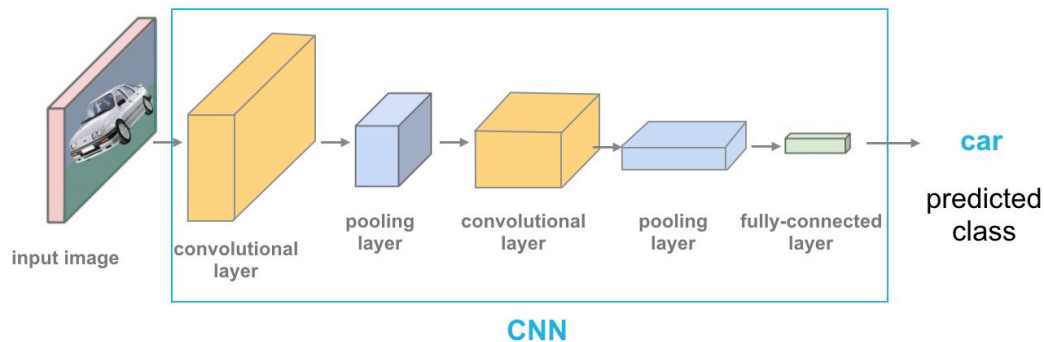 input image
convolutional
layer
pooling
layer
convolutional
layer
pooling
layer
fully-connected
layer
car
predicted
class
CNN